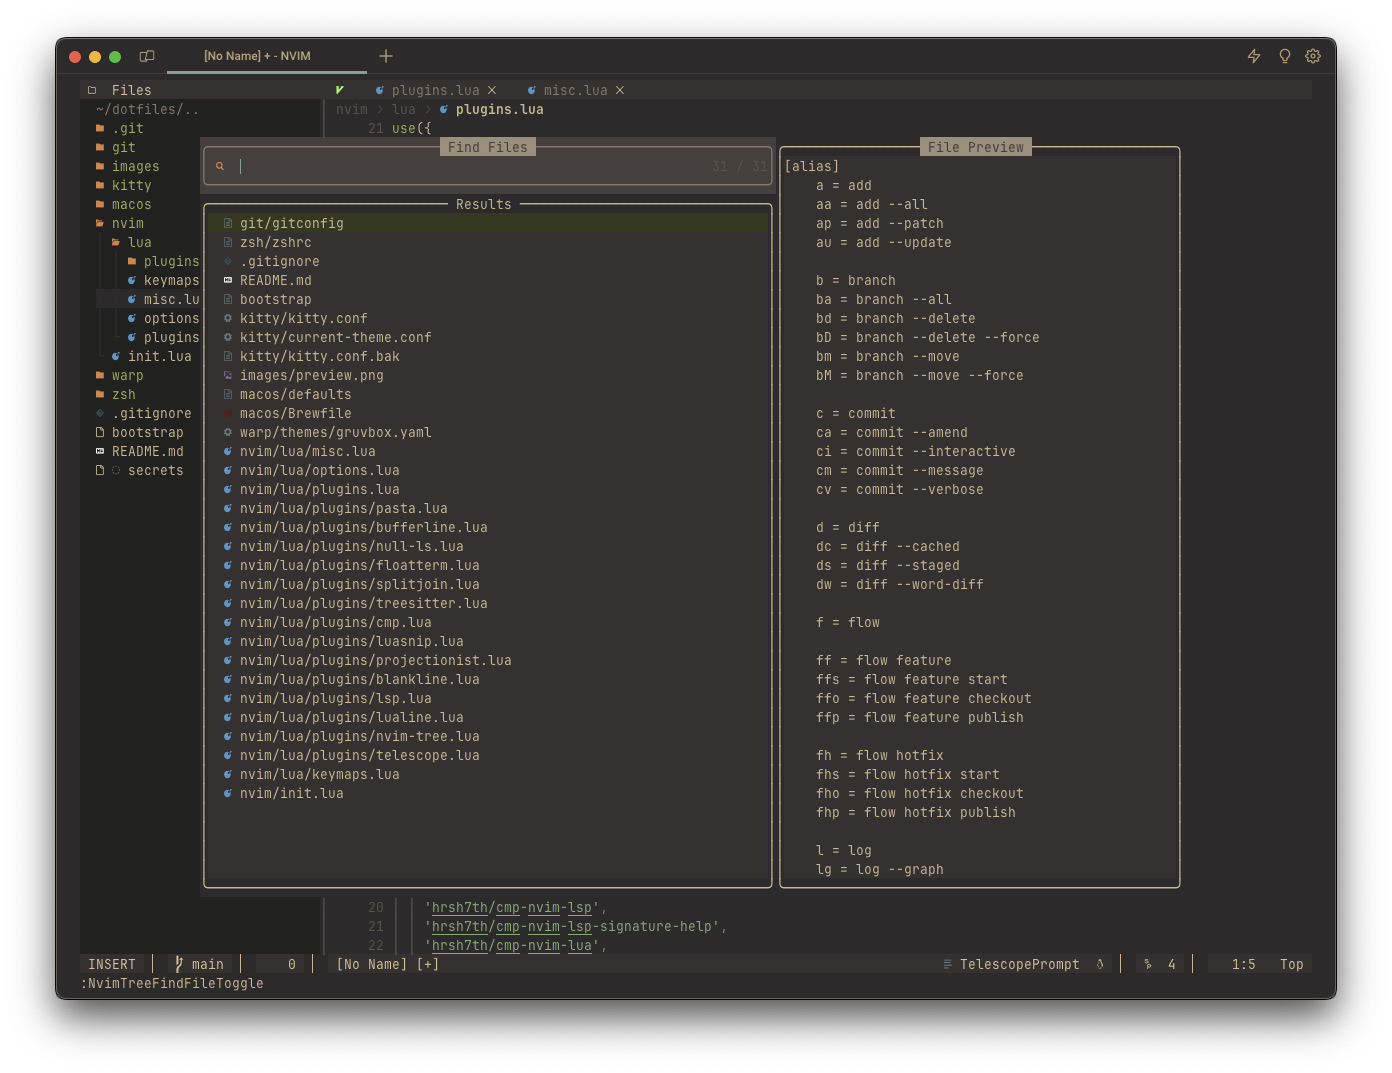 [No Name] + - NVIM
Files
plugins.lua
misc.lua
~/dotfiles/..
nvim > lua > plugins.lua
.git
21 use({
git
images
kitty
macos
nvim
lua
plugins
keymaps
misc.lu
options
plugins
init.lua
warp
zsh
.gitignore
bootstrap
README.md
secrets
Find Files
31 / 31
Results
git/gitconfig
zsh/zshrc
.gitignore
README.md
bootstrap
kitty/kitty.conf
kitty/current-theme.conf
kitty/kitty.conf.bak
images/preview.png
macos/defaults
macos/Brewfile
warp/themes/gruvbox.yaml
nvim/lua/misc.lua
nvim/lua/options.lua
nvim/lua/plugins.lua
nvim/lua/plugins/pasta.lua
nvim/lua/plugins/bufferline.lua
nvim/lua/plugins/null-ls.lua
nvim/lua/plugins/floatterm.lua
nvim/lua/plugins/splitjoin.lua
nvim/lua/plugins/treesitter.lua
nvim/lua/plugins/cmp.lua
nvim/lua/plugins/luasnip.lua
nvim/lua/plugins/projectionist.lua
nvim/lua/plugins/blankline.lua
nvim/lua/plugins/lsp.lua
nvim/lua/plugins/lualine.lua
nvim/lua/plugins/nvim-tree.lua
nvim/lua/plugins/telescope.lua
nvim/lua/keymaps.lua
nvim/init.lua
File Preview
[alias]
a = add
aa = add --all
ap = add --patch
au = add --update
b = branch
ba = branch --all
bd = branch --delete
bD = branch --delete --force
bm = branch --move
bM = branch --move --force
c = commit
ca = commit --amend
ci = commit --interactive
cm = commit --message
cv = commit --verbose
d = diff
dc = diff --cached
ds = diff --staged
dw = diff --word-diff
f = flow
ff = flow feature
ffs = flow feature start
ffo = flow feature checkout
ffp = flow feature publish
fh = flow hotfix
fhs = flow hotfix start
fho = flow hotfix checkout
fhp = flow hotfix publish
l = log
lg = log --graph
20 'hrsh7th/cmp-nvim-lsp',
21 'hrsh7th/cmp-nvim-lsp-signature-help',
22 'hrsh7th/cmp-nvim-lua',
INSERT main 0 [No Name] [+] TelescopePrompt 4 1:5 Top
:NvimTreeFindFileToggle